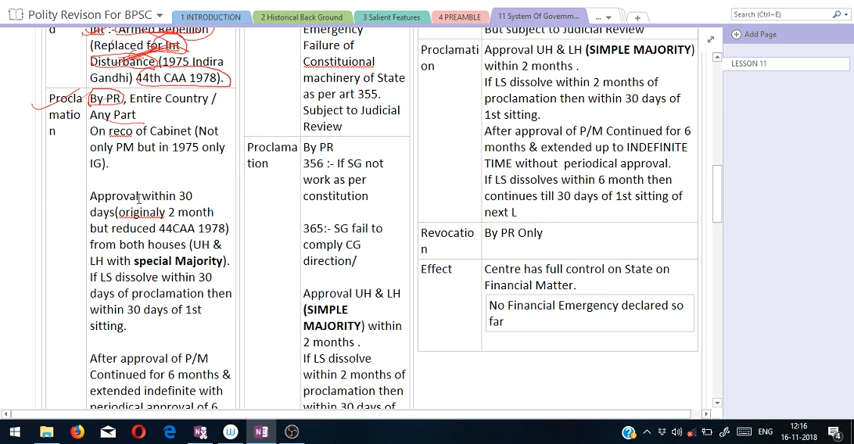 Polity Revison For BPSC
1 INTRODUCTION
2 Historical Back Ground
3 Salient Features
4 PREAMBLE
11 System Of Governm...
...
Search (Ctrl+E)
Add Page
LESSON 11
d
Int :- (Armed Rebellion
(Replaced for Int
Disturbance (1975 Indira
Gandhi) 44th CAA 1978).
Procla
matio
n
By PR, Entire Country /
Any Part
On reco of Cabinet (Not
only PM but in 1975 only
IG).
Approval within 30
days(originaly 2 month
but reduced 44CAA 1978)
from both houses (UH &
LH with special Majority).
If LS dissolve within 30
days of proclamation then
within 30 days of 1st
sitting.
After approval of P/M
Continued for 6 months &
extended indefinite with
periodical approval of 6
Emergency
Failure of
Constituional
machinery of State
as per art 355.
Subject to Judicial
Review
Proclama
tion
By PR
356 :- If SG not
work as per
constitution
365:- SG fail to
comply CG
direction/
Approval UH & LH
(SIMPLE
MAJORITY) within
2 months .
If LS dissolve
within 2 months of
proclamation then
within 30 days of
But subject to Judicial Review
Proclamati
on
Approval UH & LH (SIMPLE MAJORITY)
within 2 months .
If LS dissolve within 2 months of
proclamation then within 30 days of
1st sitting.
After approval of P/M Continued for 6
months & extended up to INDEFINITE
TIME without periodical approval.
If LS dissolves within 6 month then
continues till 30 days of 1st sitting of
next L
Revocatio
n
By PR Only
Effect
Centre has full control on State on
Financial Matter.
No Financial Emergency declared so
far
ENG
12:16
16-11-2018
4